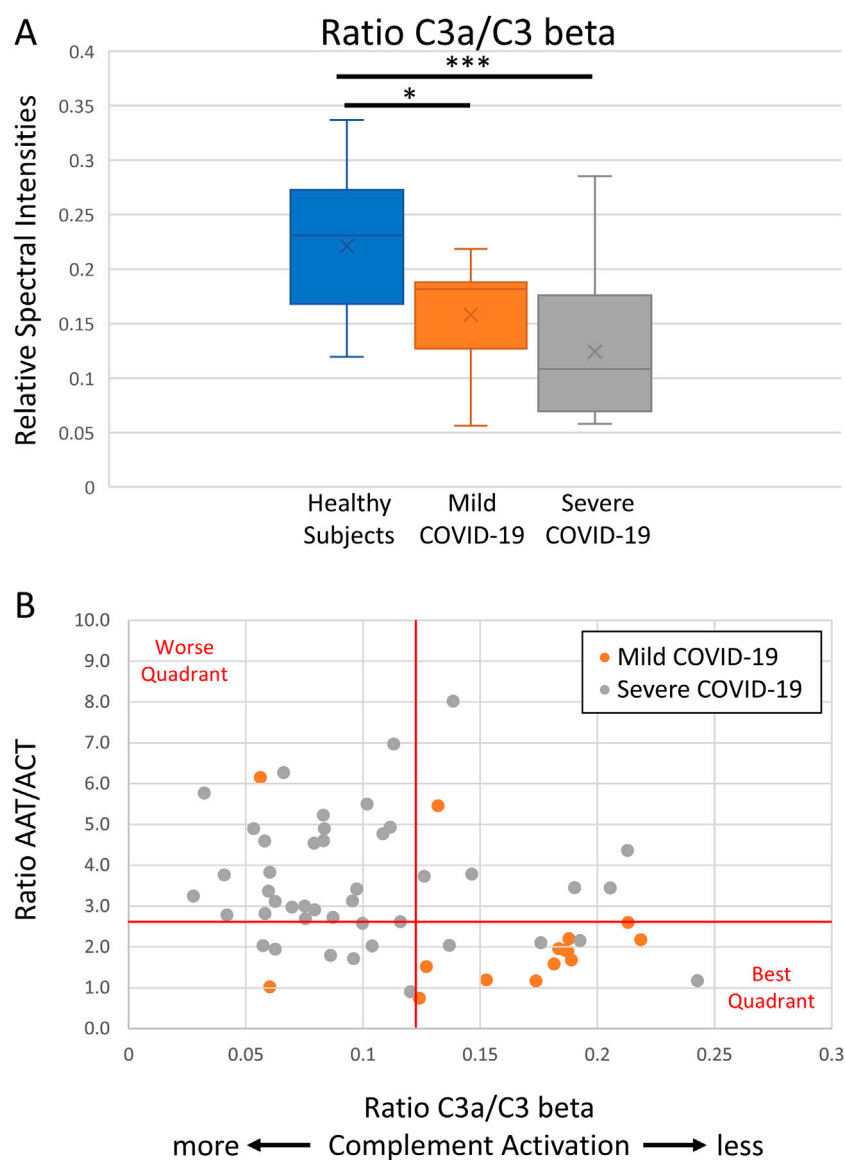 A
Ratio C3a/C3 beta
0.4
***
*
0.35
0.3
0.25
0.2
0.15
0.1
0.05
0
Relative Spectral Intensities
Healthy
Subjects
Mild
COVID-19
Severe
COVID-19
B
10.0
9.0
8.0
7.0
6.0
5.0
4.0
3.0
2.0
1.0
0.0
Ratio AAT/ACT
Worse
Quadrant
Mild COVID-19
Severe COVID-19
Best
Quadrant
0 0.05 0.1 0.15 0.2 0.25 0.3
Ratio C3a/C3 beta
more Complement Activation less